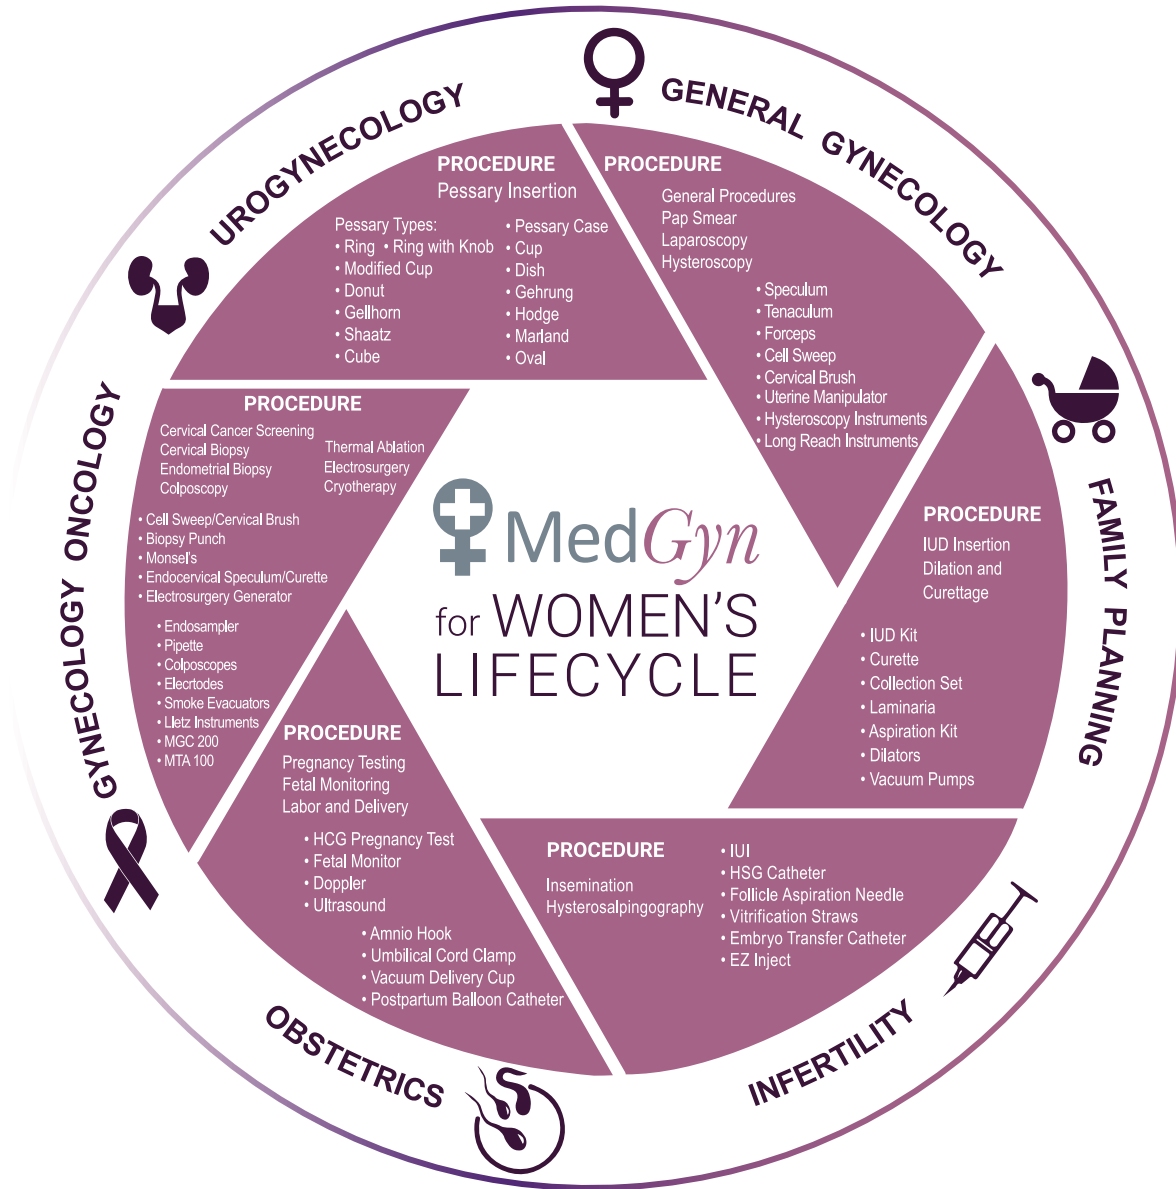 GENERAL GYNECOLOGY
PROCEDURE
General Procedures
Pap Smear
Laparoscopy
Hysteroscopy
• Speculum
• Tenaculum
• Forceps
• Cell Sweep
• Cervical Brush
• Uterine Manipulator
• Hysteroscopy Instruments
• Long Reach Instruments
FAMILY PLANNING
PROCEDURE
IUD Insertion
Dilation and
Curettage
• IUD Kit
• Curette
• Collection Set
• Laminaria
• Aspiration Kit
• Dilators
• Vacuum Pumps
INFERTILITY
PROCEDURE
Insemination
Hysterosalpingography
• IUI
• HSG Catheter
• Follicle Aspiration Needle
• Vitrification Straws
• Embryo Transfer Catheter
• EZ Inject
OBSTETRICS
PROCEDURE
Pregnancy Testing
Fetal Monitoring
Labor and Delivery
• HCG Pregnancy Test
• Fetal Monitor
• Doppler
• Ultrasound
• Amnio Hook
• Umbilical Cord Clamp
• Vacuum Delivery Cup
• Postpartum Balloon Catheter
GYNECOLOGY ONCOLOGY
PROCEDURE
Cervical Cancer Screening
Cervical Biopsy
Endometrial Biopsy
Colposcopy
Thermal Ablation
Electrosurgery
Cryotherapy
• Cell Sweep/Cervical Brush
• Biopsy Punch
• Monsel's
• Endocervical Speculum/Curette
• Electrosurgery Generator
• Endosampler
• Pipette
• Colposcopes
• Elecrtodes
• Smoke Evacuators
• Lletz Instruments
• MGC 200
• MTA 100
UROGYNECOLOGY
PROCEDURE
Pessary Insertion
Pessary Types:
• Ring • Ring with Knob
• Modified Cup
• Donut
• Gellhorn
• Shaatz
• Cube
• Pessary Case
• Cup
• Dish
• Gehrung
• Hodge
• Marland
• Oval
MedGyn
for WOMEN'S
LIFECYCLE